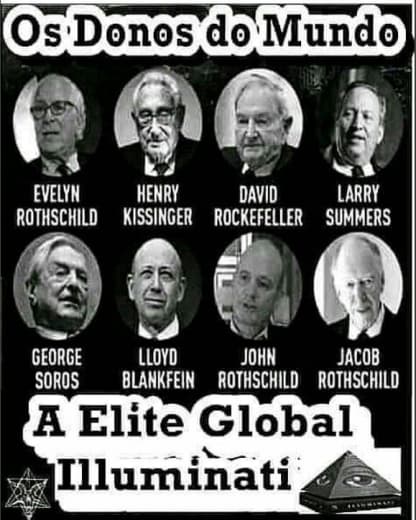 Os Donos do Mundo
EVELYN ROTHSCHILD
HENRY KISSINGER
DAVID ROCKEFELLER
LARRY SUMMERS
GEORGE SOROS
LLOYD BLANKFEIN
JOHN ROTHSCHILD
JACOB ROTHSCHILD
A Elite Global
Illuminati
ILLUMINATI